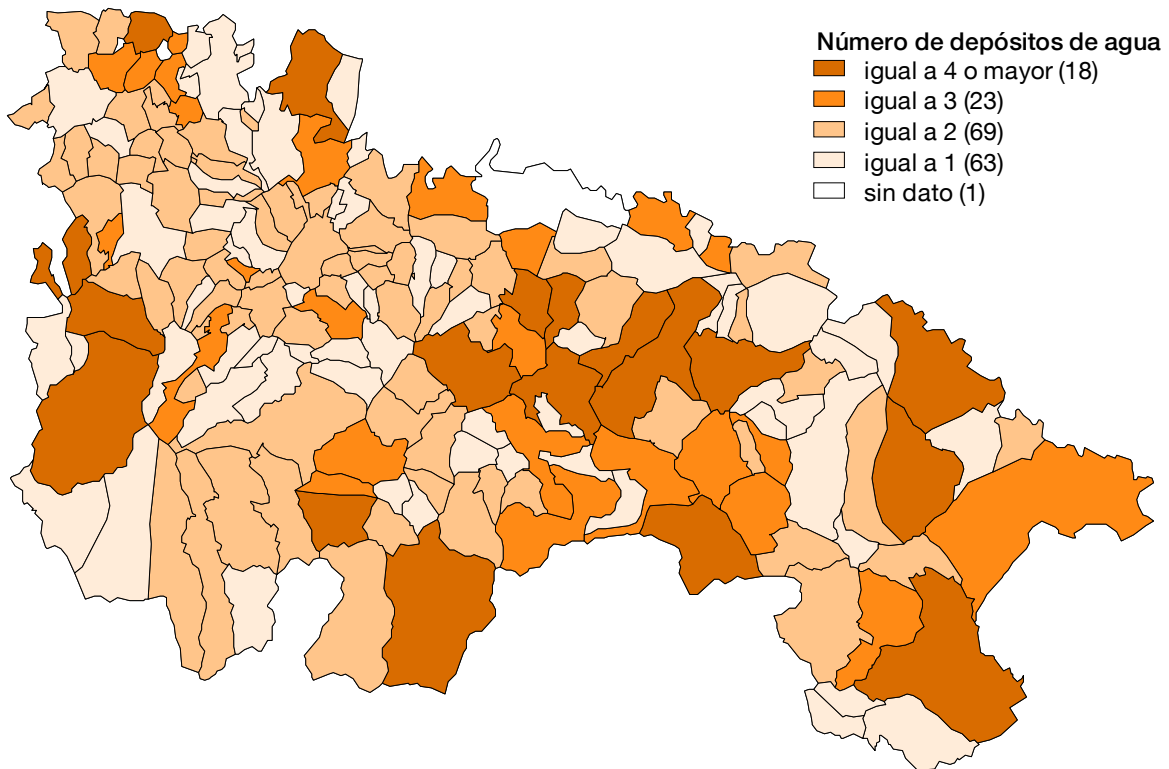 Número de depósitos de agua
igual a 4 o mayor (18)
igual a 3 (23)
igual a 2 (69)
igual a 1 (63)
sin dato (1)